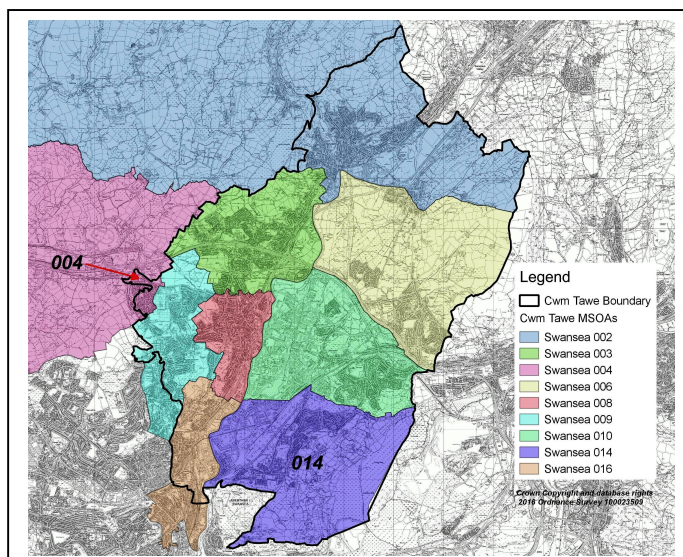 004
014
Legend
Cwm Tawe Boundary
Cwm Tawe MSOAs
Swansea 002
Swansea 003
Swansea 004
Swansea 006
Swansea 008
Swansea 009
Swansea 010
Swansea 014
Swansea 016
Crown Copyright and database rights
2016 Ordnance Survey 100023509